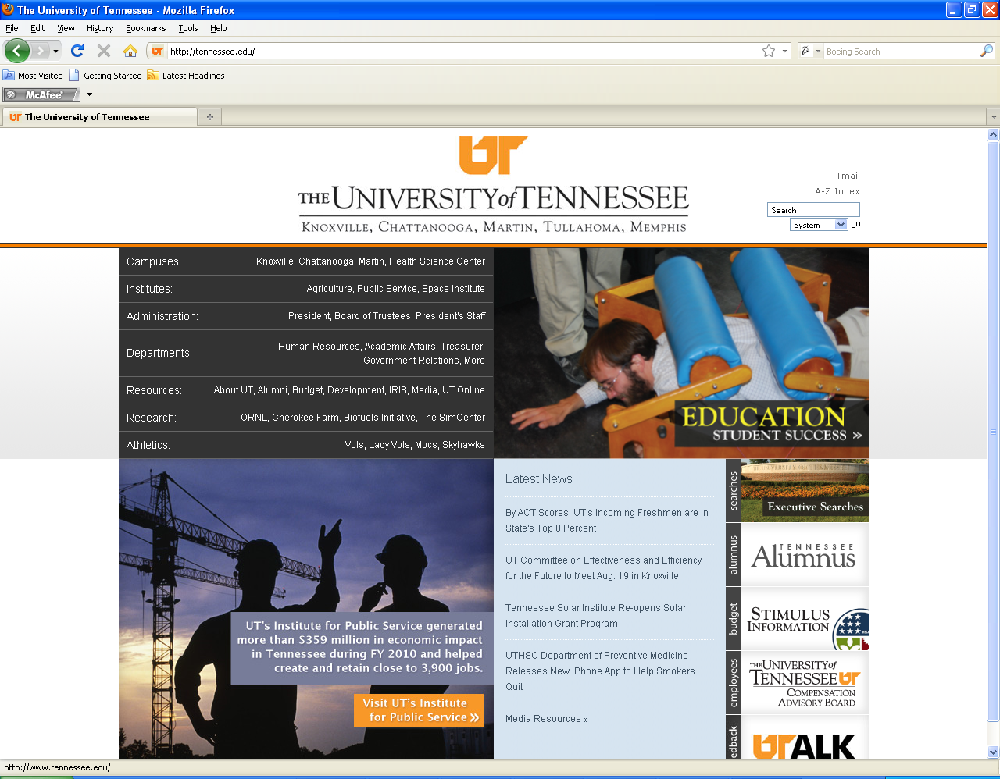 The University of Tennessee - Mozilla Firefox
File Edit View History Bookmarks Tools Help
http://tennessee.edu/
Boeing Search
Most Visited Getting Started Latest Headlines
McAfee
The University of Tennessee
UT
THE UNIVERSITY of TENNESSEE
KNOXVILLE, CHATTANOOGA, MARTIN, TULLAHOMA, MEMPHIS
Tmail
A-Z Index
Search
System go
Campuses: Knoxville, Chattanooga, Martin, Health Science Center
Institutes: Agriculture, Public Service, Space Institute
Administration: President, Board of Trustees, President's Staff
Departments: Human Resources, Academic Affairs, Treasurer,
Government Relations, More
Resources: About UT, Alumni, Budget, Development, IRIS, Media, UT Online
Research: ORNL, Cherokee Farm, Biofuels Initiative, The SimCenter
Athletics: Vols, Lady Vols, Mocs, Skyhawks
EDUCATION
STUDENT SUCCESS »
UT's Institute for Public Service generated
more than $359 million in economic impact
in Tennessee during FY 2010 and helped
create and retain close to 3,900 jobs.
Visit UT's Institute
for Public Service »
Latest News
By ACT Scores, UT's Incoming Freshmen are in
State's Top 8 Percent
UT Committee on Effectiveness and Efficiency
for the Future to Meet Aug. 19 in Knoxville
Tennessee Solar Institute Re-opens Solar
Installation Grant Program
UTHSC Department of Preventive Medicine
Releases New iPhone App to Help Smokers
Quit
Media Resources »
searches
Executive Searches
alumnus
TENNESSEE
Alumnus
budget
STIMULUS
INFORMATION
employees
THE UNIVERSITY of
TENNESSEE UT
COMPENSATION
ADVISORY BOARD
edback
UTALK
http://www.tennessee.edu/